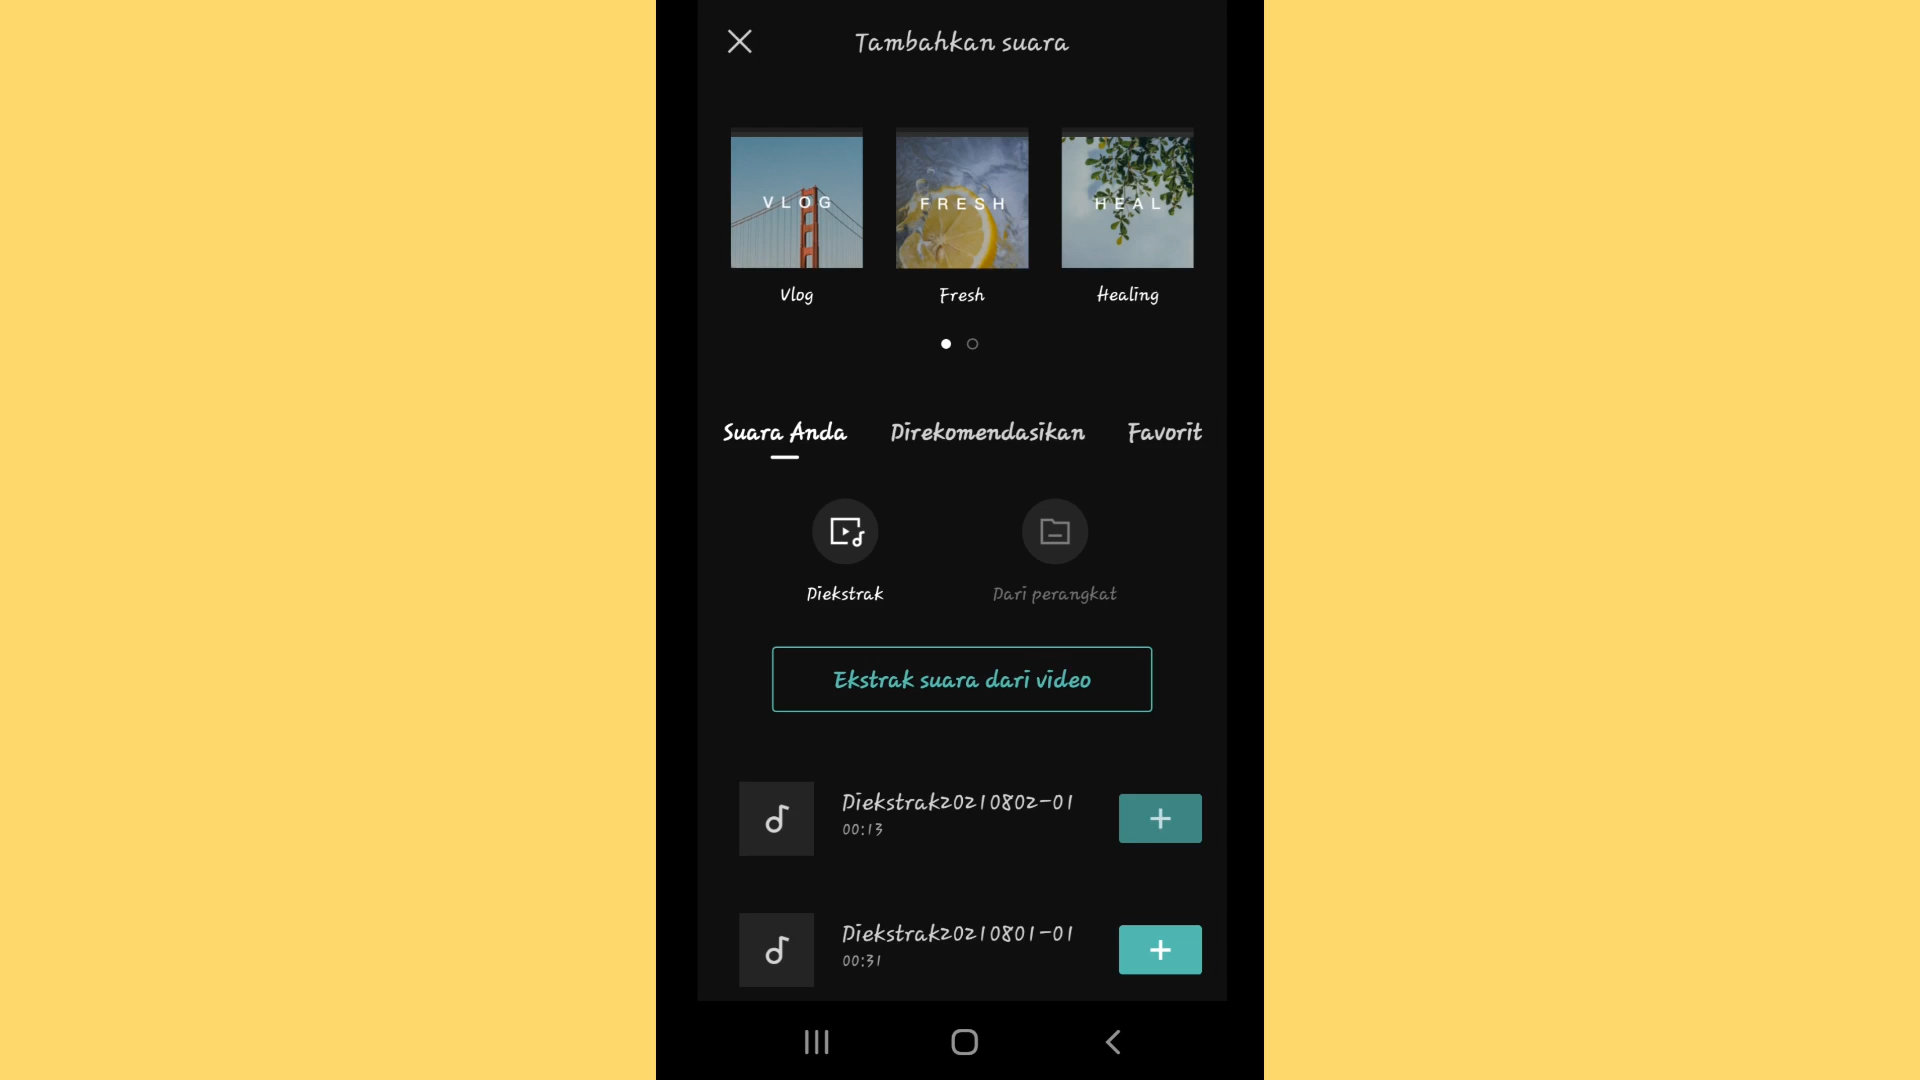 Tambahkan suara
VLOG
FRESH
HEAL
Vlog
Fresh
Healing
Suara Anda
Direkomendasikan
Favorit
Diekstrak
Dari perangkat
Ekstrak suara dari video
Diekstrak20210802-01
00:13
Diekstrak20210801-01
00:31